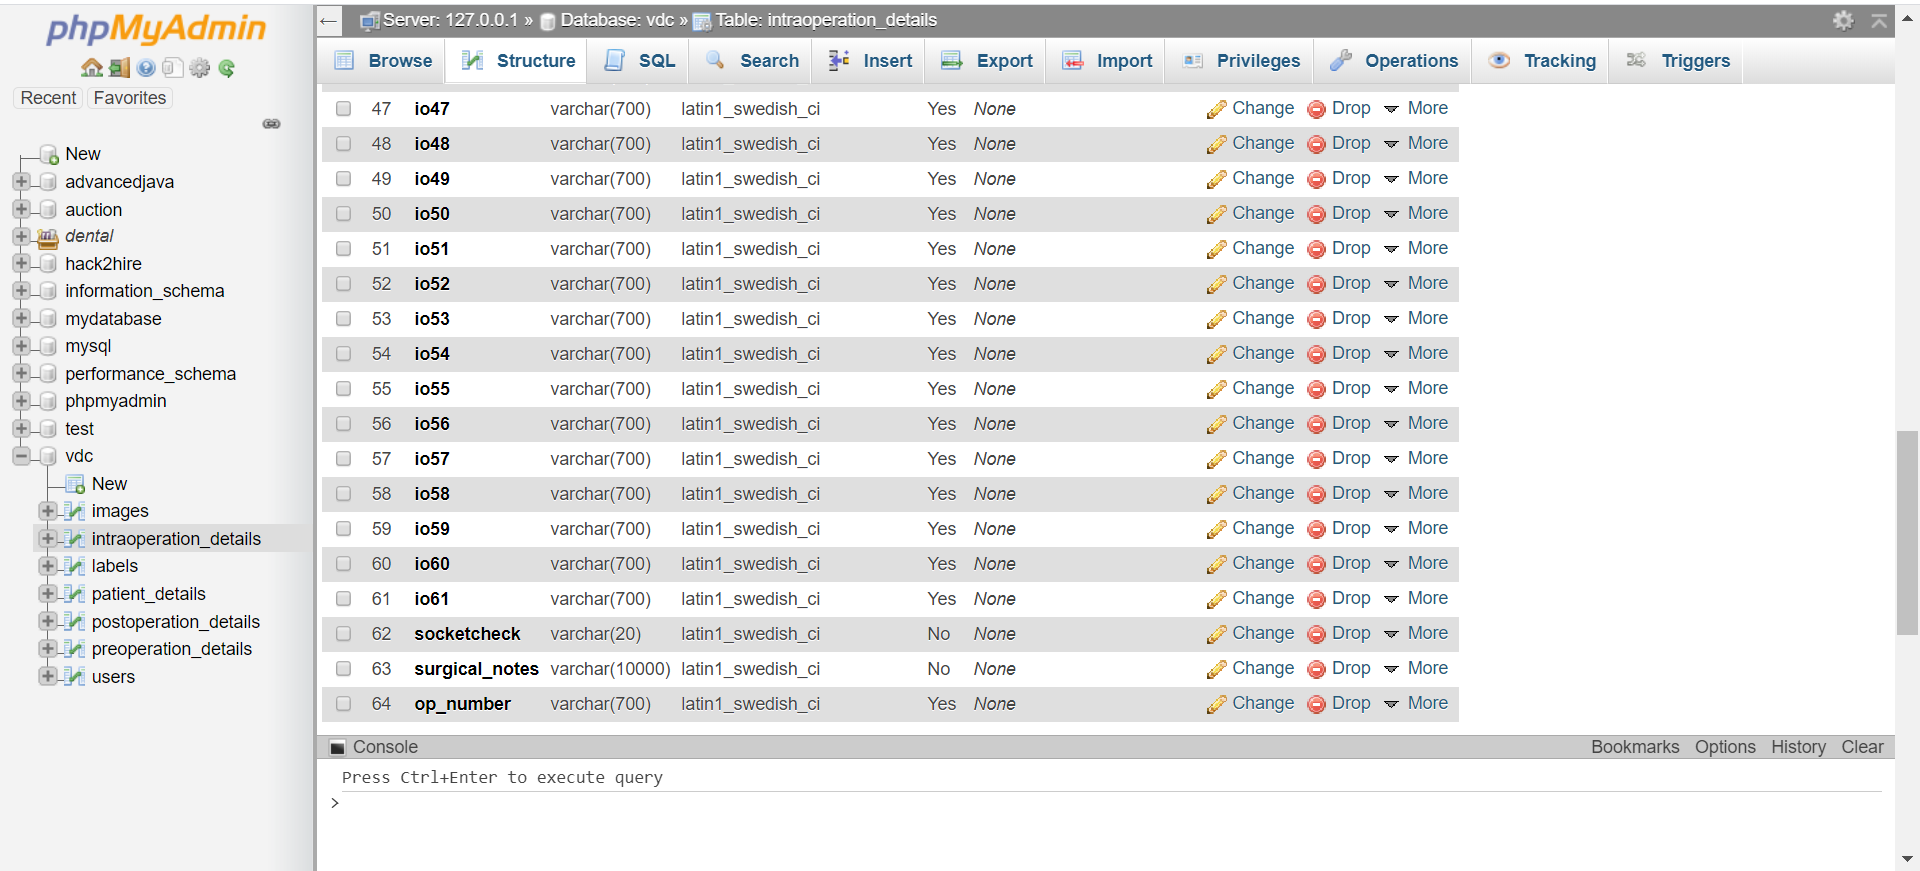 phpMyAdmin
Recent Favorites
New
advancedjava
auction
dental
hack2hire
information_schema
mydatabase
mysql
performance_schema
phpmyadmin
test
vdc
New
images
intraoperation_details
labels
patient_details
postoperation_details
preoperation_details
users
Server: 127.0.0.1 » Database: vdc » Table: intraoperation_details
Browse Structure SQL Search Insert Export Import Privileges Operations Tracking Triggers
47 io47 varchar(700) latin1_swedish_ci Yes None Change Drop More
48 io48 varchar(700) latin1_swedish_ci Yes None Change Drop More
49 io49 varchar(700) latin1_swedish_ci Yes None Change Drop More
50 io50 varchar(700) latin1_swedish_ci Yes None Change Drop More
51 io51 varchar(700) latin1_swedish_ci Yes None Change Drop More
52 io52 varchar(700) latin1_swedish_ci Yes None Change Drop More
53 io53 varchar(700) latin1_swedish_ci Yes None Change Drop More
54 io54 varchar(700) latin1_swedish_ci Yes None Change Drop More
55 io55 varchar(700) latin1_swedish_ci Yes None Change Drop More
56 io56 varchar(700) latin1_swedish_ci Yes None Change Drop More
57 io57 varchar(700) latin1_swedish_ci Yes None Change Drop More
58 io58 varchar(700) latin1_swedish_ci Yes None Change Drop More
59 io59 varchar(700) latin1_swedish_ci Yes None Change Drop More
60 io60 varchar(700) latin1_swedish_ci Yes None Change Drop More
61 io61 varchar(700) latin1_swedish_ci Yes None Change Drop More
62 socketcheck varchar(20) latin1_swedish_ci No None Change Drop More
63 surgical_notes varchar(10000) latin1_swedish_ci No None Change Drop More
64 op_number varchar(700) latin1_swedish_ci Yes None Change Drop More
Console Bookmarks Options History Clear
Press Ctrl+Enter to execute query
>